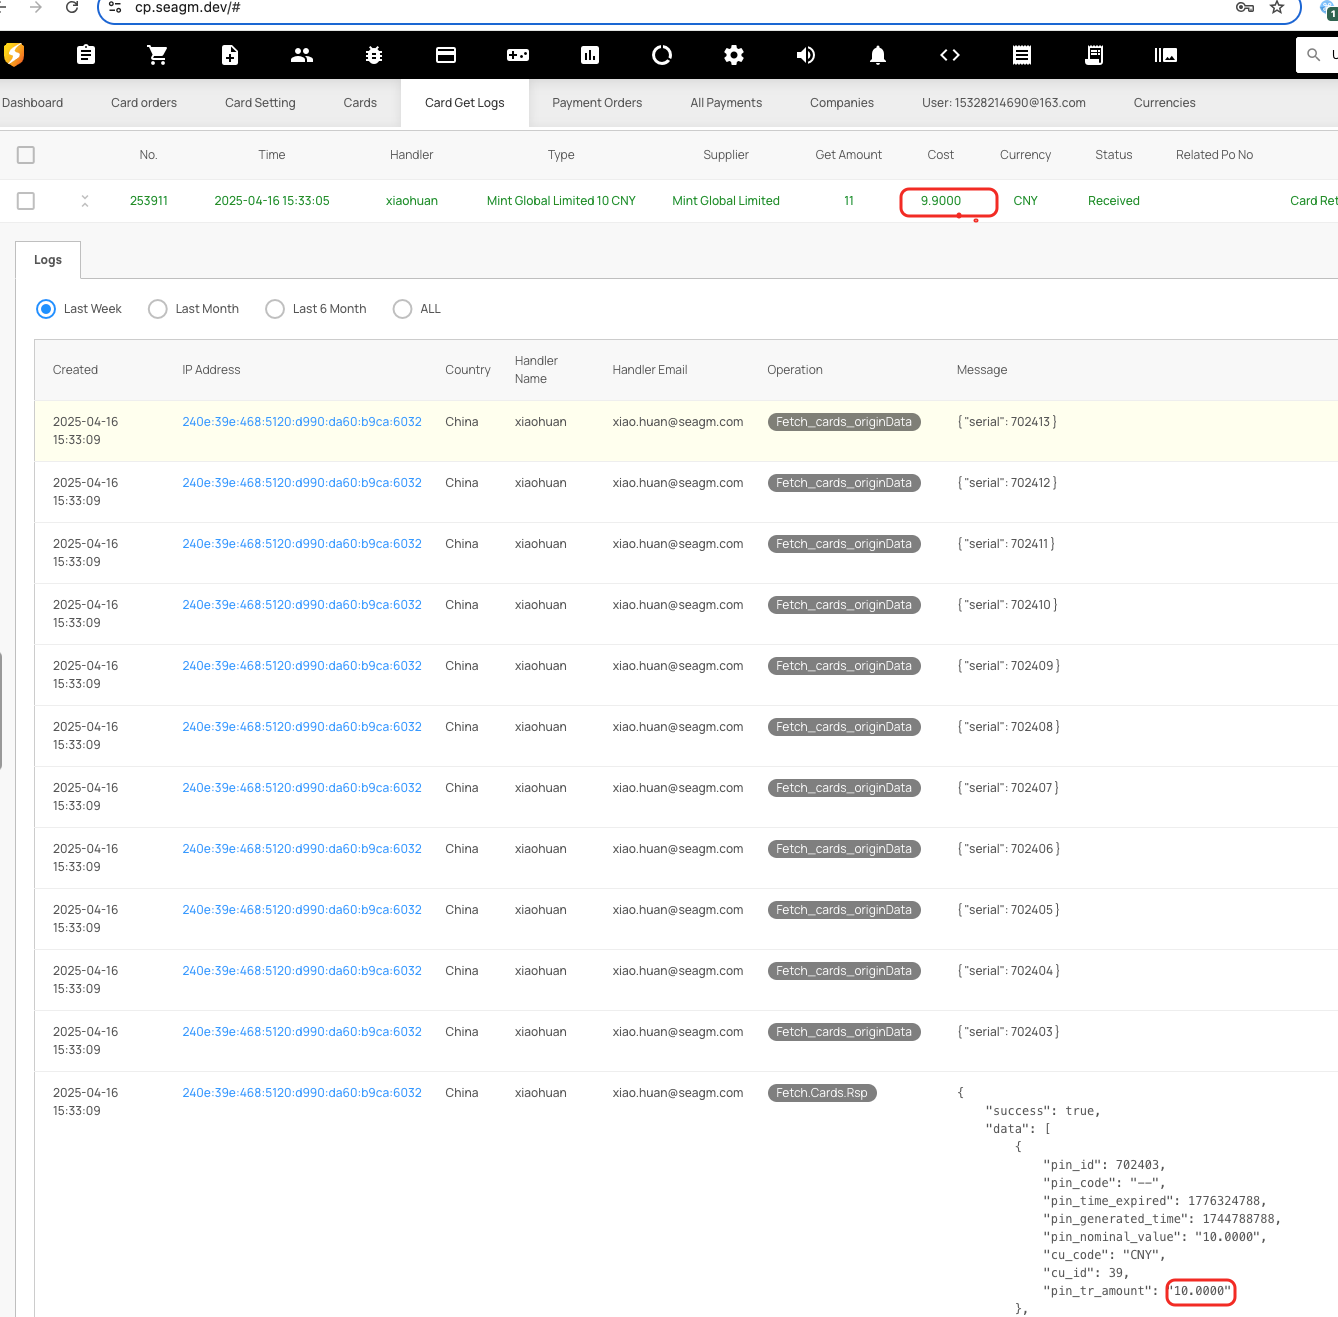 cp.seagm.dev/#
1
Dashboard Card orders Card Setting Cards Card Get Logs Payment Orders All Payments Companies User: 15328214690@163.com Currencies
No. Time Handler Type Supplier Get Amount Cost Currency Status Related Po No
253911 2025-04-16 15:33:05 xiaohuan Mint Global Limited 10 CNY Mint Global Limited 11 9.9000 CNY Received Card Ret
Logs
Last Week Last Month Last 6 Month ALL
Created IP Address Country Handler Name Handler Email Operation Message
2025-04-16 15:33:09 240e:39e:468:5120:d990:da60:b9ca:6032 China xiaohuan xiao.huan@seagm.com Fetch_cards_originData { "serial": 702413 }
2025-04-16 15:33:09 240e:39e:468:5120:d990:da60:b9ca:6032 China xiaohuan xiao.huan@seagm.com Fetch_cards_originData { "serial": 702412 }
2025-04-16 15:33:09 240e:39e:468:5120:d990:da60:b9ca:6032 China xiaohuan xiao.huan@seagm.com Fetch_cards_originData { "serial": 702411 }
2025-04-16 15:33:09 240e:39e:468:5120:d990:da60:b9ca:6032 China xiaohuan xiao.huan@seagm.com Fetch_cards_originData { "serial": 702410 }
2025-04-16 15:33:09 240e:39e:468:5120:d990:da60:b9ca:6032 China xiaohuan xiao.huan@seagm.com Fetch_cards_originData { "serial": 702409 }
2025-04-16 15:33:09 240e:39e:468:5120:d990:da60:b9ca:6032 China xiaohuan xiao.huan@seagm.com Fetch_cards_originData { "serial": 702408 }
2025-04-16 15:33:09 240e:39e:468:5120:d990:da60:b9ca:6032 China xiaohuan xiao.huan@seagm.com Fetch_cards_originData { "serial": 702407 }
2025-04-16 15:33:09 240e:39e:468:5120:d990:da60:b9ca:6032 China xiaohuan xiao.huan@seagm.com Fetch_cards_originData { "serial": 702406 }
2025-04-16 15:33:09 240e:39e:468:5120:d990:da60:b9ca:6032 China xiaohuan xiao.huan@seagm.com Fetch_cards_originData { "serial": 702405 }
2025-04-16 15:33:09 240e:39e:468:5120:d990:da60:b9ca:6032 China xiaohuan xiao.huan@seagm.com Fetch_cards_originData { "serial": 702404 }
2025-04-16 15:33:09 240e:39e:468:5120:d990:da60:b9ca:6032 China xiaohuan xiao.huan@seagm.com Fetch_cards_originData { "serial": 702403 }
2025-04-16 15:33:09 240e:39e:468:5120:d990:da60:b9ca:6032 China xiaohuan xiao.huan@seagm.com Fetch.Cards.Rsp {
"success": true,
"data": [
{
"pin_id": 702403,
"pin_code": "--",
"pin_time_expired": 1776324788,
"pin_generated_time": 1744788788,
"pin_nominal_value": "10.0000",
"cu_code": "CNY",
"cu_id": 39,
"pin_tr_amount": "10.0000"
},